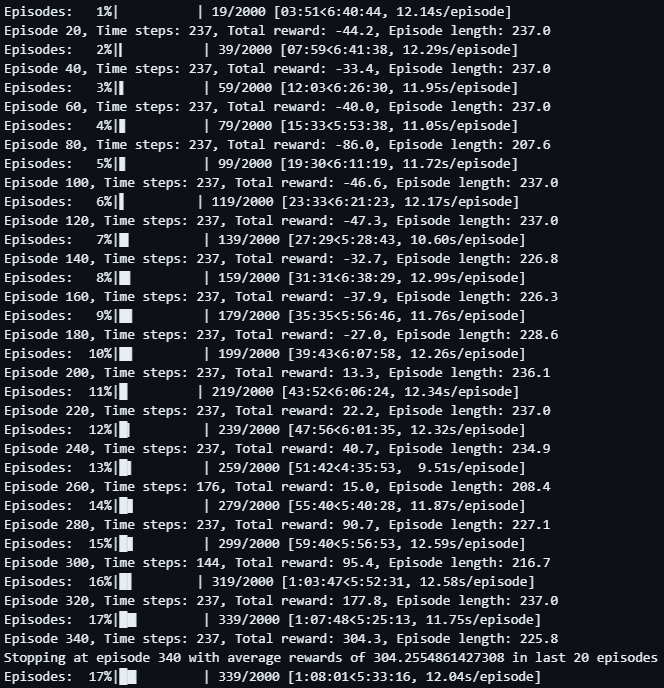 Episodes:   1%|          | 19/2000 [03:51<6:40:44, 12.14s/episode]
Episode 20, Time steps: 237, Total reward: -44.2, Episode length: 237.0
Episodes:   2%|▏         | 39/2000 [07:59<6:41:38, 12.29s/episode]
Episode 40, Time steps: 237, Total reward: -33.4, Episode length: 237.0
Episodes:   3%|▎         | 59/2000 [12:03<6:26:30, 11.95s/episode]
Episode 60, Time steps: 237, Total reward: -40.0, Episode length: 237.0
Episodes:   4%|▍         | 79/2000 [15:33<5:53:38, 11.05s/episode]
Episode 80, Time steps: 237, Total reward: -86.0, Episode length: 207.6
Episodes:   5%|▍         | 99/2000 [19:30<6:11:19, 11.72s/episode]
Episode 100, Time steps: 237, Total reward: -46.6, Episode length: 237.0
Episodes:   6%|▌         | 119/2000 [23:33<6:21:23, 12.17s/episode]
Episode 120, Time steps: 237, Total reward: -47.3, Episode length: 237.0
Episodes:   7%|▋         | 139/2000 [27:29<5:28:43, 10.60s/episode]
Episode 140, Time steps: 237, Total reward: -32.7, Episode length: 226.8
Episodes:   8%|▊         | 159/2000 [31:31<6:38:29, 12.99s/episode]
Episode 160, Time steps: 237, Total reward: -37.9, Episode length: 226.3
Episodes:   9%|▉         | 179/2000 [35:35<5:56:46, 11.76s/episode]
Episode 180, Time steps: 237, Total reward: -27.0, Episode length: 228.6
Episodes:  10%|▉         | 199/2000 [39:43<6:07:58, 12.26s/episode]
Episode 200, Time steps: 237, Total reward: 13.3, Episode length: 236.1
Episodes:  11%|█         | 219/2000 [43:52<6:06:24, 12.34s/episode]
Episode 220, Time steps: 237, Total reward: 22.2, Episode length: 237.0
Episodes:  12%|█▏        | 239/2000 [47:56<6:01:35, 12.32s/episode]
Episode 240, Time steps: 237, Total reward: 40.7, Episode length: 234.9
Episodes:  13%|█▎        | 259/2000 [51:42<4:35:53,  9.51s/episode]
Episode 260, Time steps: 176, Total reward: 15.0, Episode length: 208.4
Episodes:  14%|█▍        | 279/2000 [55:40<5:40:28, 11.87s/episode]
Episode 280, Time steps: 237, Total reward: 90.7, Episode length: 227.1
Episodes:  15%|█▍        | 299/2000 [59:40<5:56:53, 12.59s/episode]
Episode 300, Time steps: 144, Total reward: 95.4, Episode length: 216.7
Episodes:  16%|█▌        | 319/2000 [1:03:47<5:52:31, 12.58s/episode]
Episode 320, Time steps: 237, Total reward: 177.8, Episode length: 237.0
Episodes:  17%|█▋        | 339/2000 [1:07:48<5:25:13, 11.75s/episode]
Episode 340, Time steps: 237, Total reward: 304.3, Episode length: 225.8
Stopping at episode 340 with average rewards of 304.2554861427308 in last 20 episodes
Episodes:  17%|█▋        | 339/2000 [1:08:01<5:33:16, 12.04s/episode]